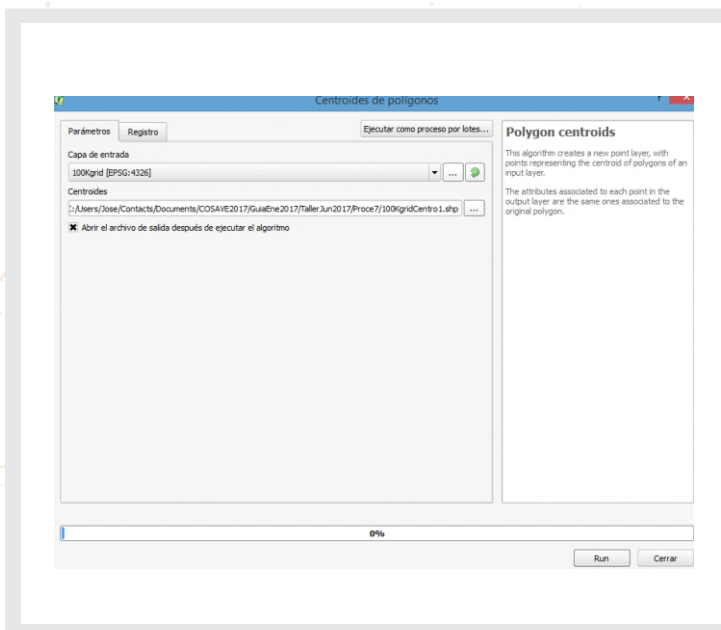 Centroides de polígonos
?
Parámetros
Registro
Ejecutar como proceso por lotes...
Capa de entrada
100Kgrid [EPSG:4326]
...
Centroides
:/Users/Jose/Contacts/Documents/COSAVE2017/GuiaEne2017/TallerJun2017/Proce7/100KgridCentro1.shp
...
Abrir el archivo de salida después de ejecutar el algoritmo
Polygon centroids
This algorithm creates a new point layer, with
points representing the centroid of polygons of an
input layer.
The attributes associated to each point in the
output layer are the same ones associated to the
original polygon.
0%
Run
Cerrar